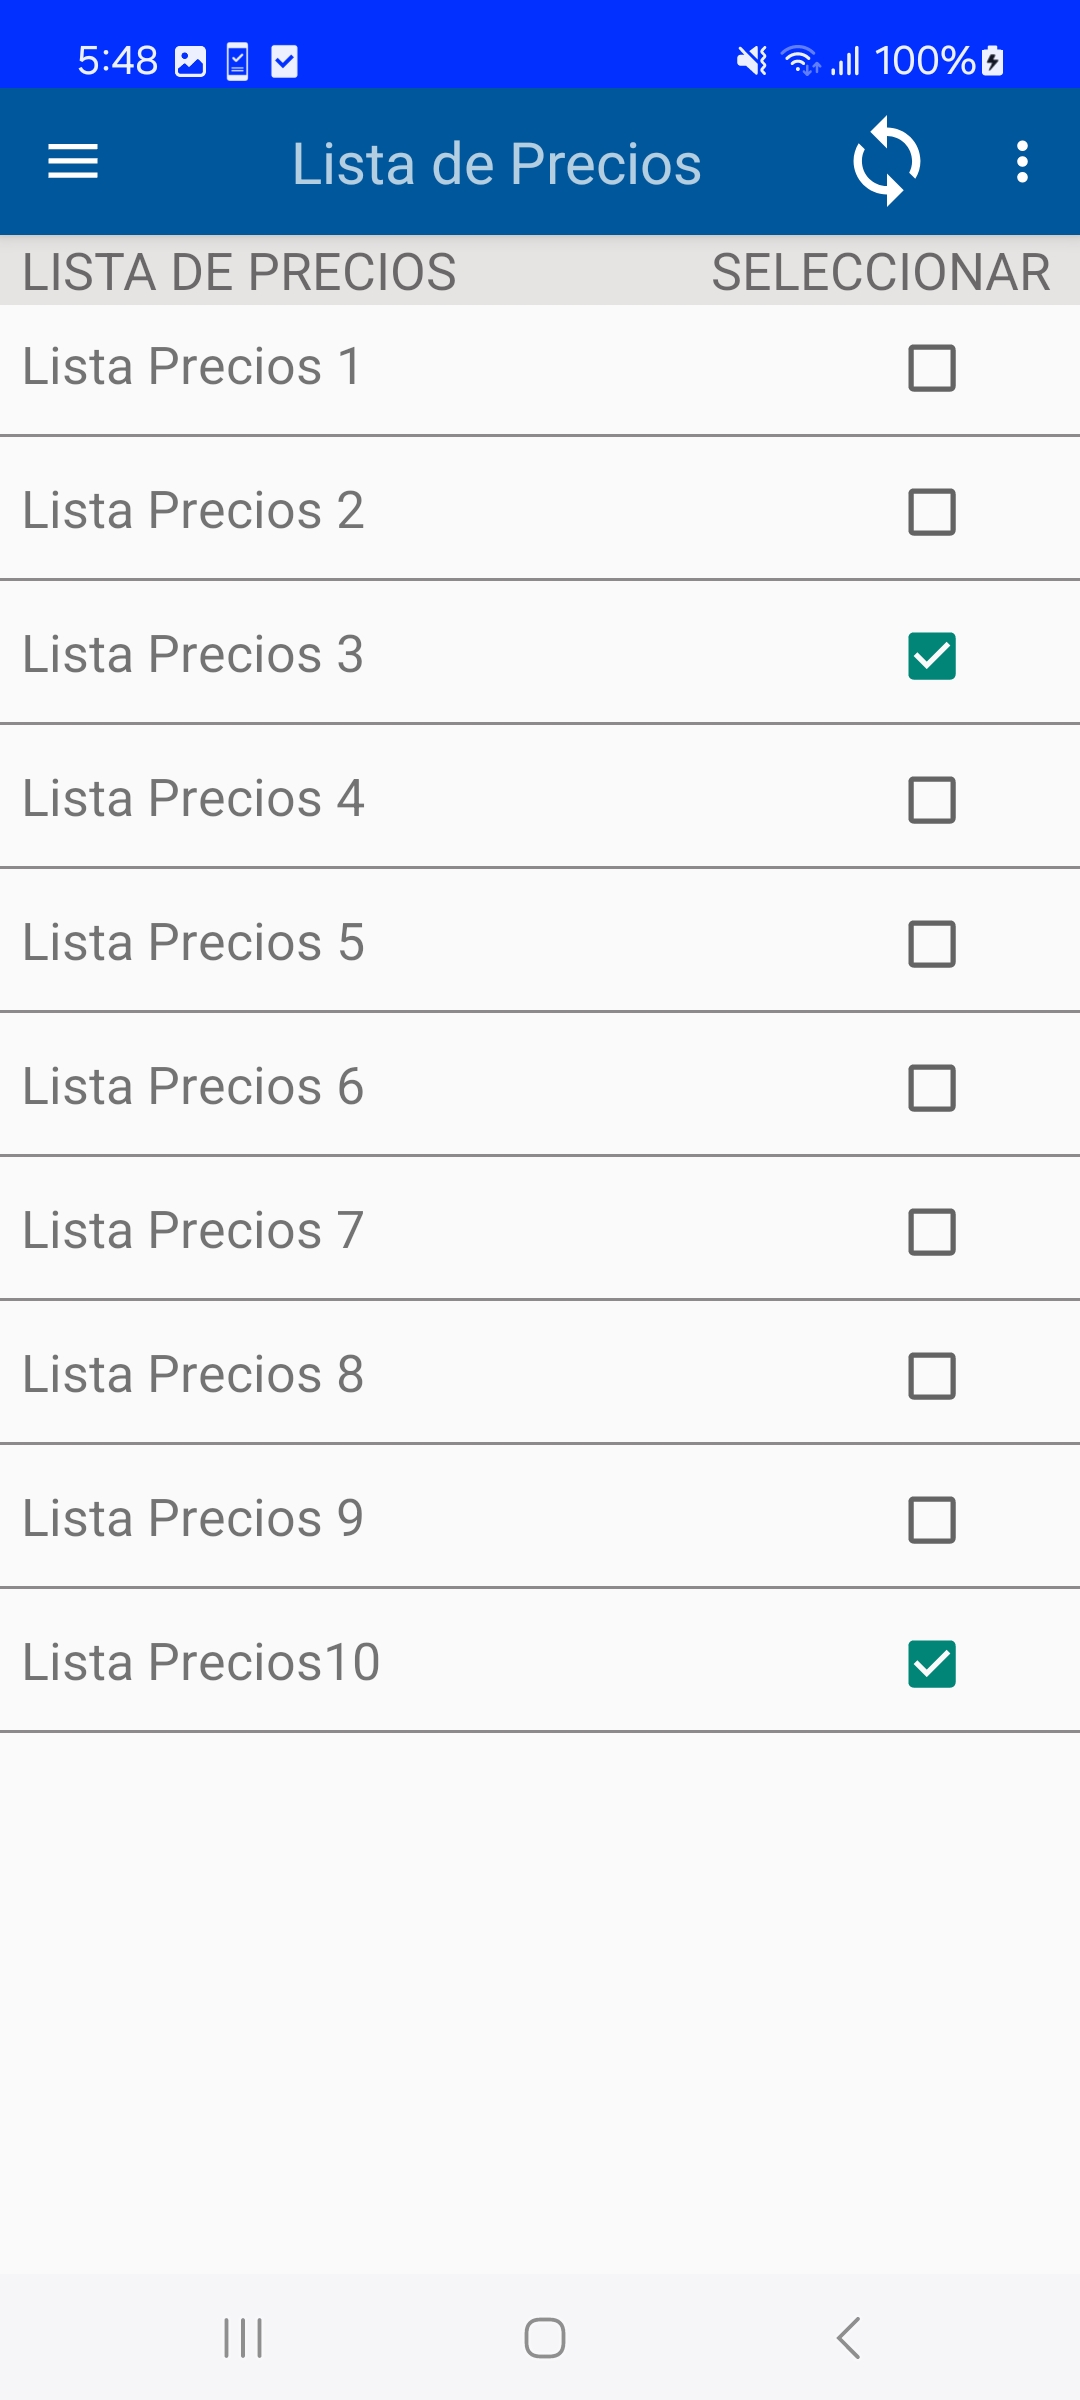 5:48 100%
Lista de Precios
LISTA DE PRECIOS SELECCIONAR
Lista Precios 1
Lista Precios 2
Lista Precios 3
Lista Precios 4
Lista Precios 5
Lista Precios 6
Lista Precios 7
Lista Precios 8
Lista Precios 9
Lista Precios10